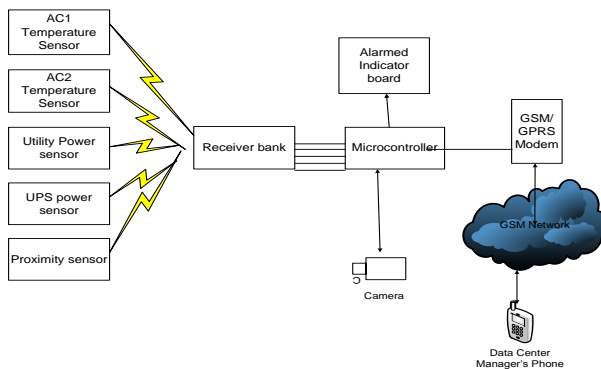 AC1
Temperature
Sensor
AC2
Temperature
Sensor
Utility Power
sensor
UPS power
sensor
Proximity sensor
Receiver bank
Alarmed
Indicator
board
Microcontroller
GSM/
GPRS
Modem
GSM Network
C
Camera
Data Center
Manager's Phone